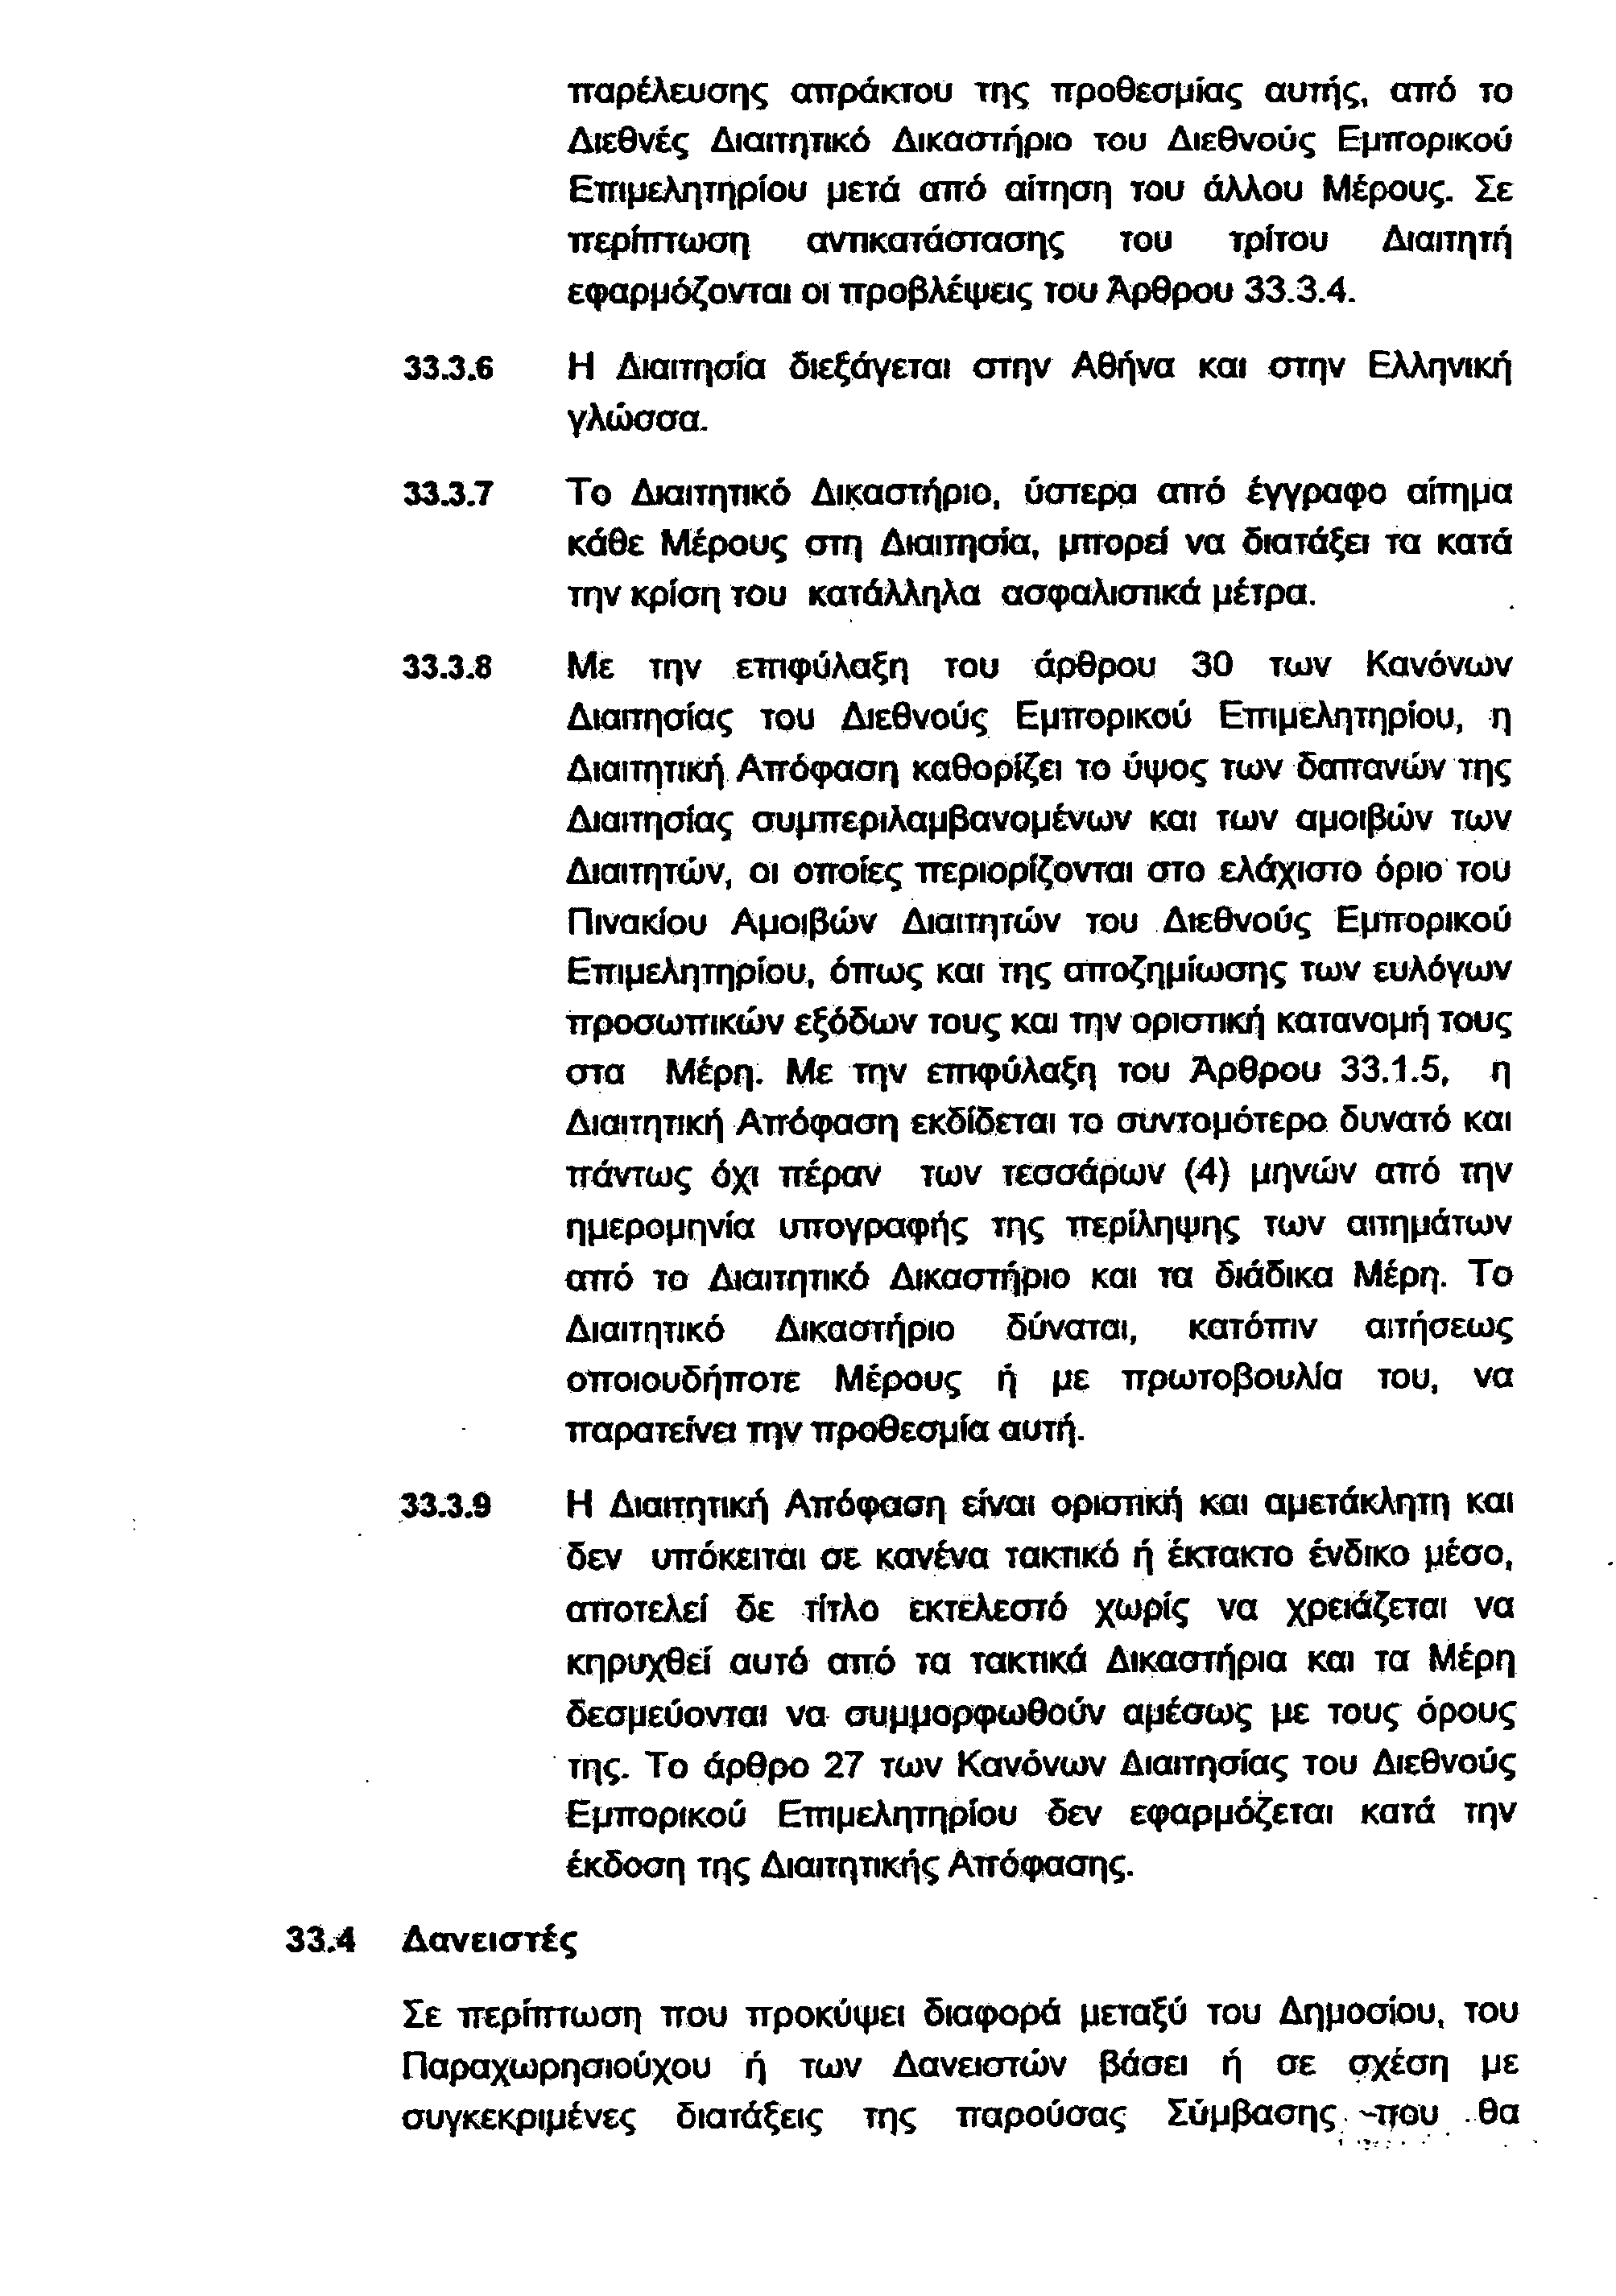 παρέλευσης απράκτου της προθεσμίας αυτής, από το
Διεθνές Διαιτητικό Δικαστήριο του Διεθνούς Εμπορικού
Επιμελητηρίου μετά από αίτηση του άλλου Μέρους. Σε
περίπτωση αντικατάστασης του τρίτου Διαιτητή
εφαρμόζονται οι προβλέψεις του Άρθρου 33.3.4.
33.3.6 Η Διαιτησία διεξάγεται στην Αθήνα και στην Ελληνική
γλώσσα.
33.3.7 Το Διαιτητικό Δικαστήριο, ύστερα από έγγραφο αίτημα
κάθε Μέρους στη Διαιτησία, μπορεί να διατάξει τα κατά
την κρίση του κατάλληλα ασφαλιστικά μέτρα.
33.3.8 Με την επιφύλαξη του άρθρου 30 των Κανόνων
Διαιτησίας του Διεθνούς Εμπορικού Επιμελητηρίου, η
Διαιτητική Απόφαση καθορίζει το ύψος των δαπανών της
Διαιτησίας συμπεριλαμβανομένων και των αμοιβών των
Διαιτητών, οι οποίες περιορίζονται στο ελάχιστο όριο του
Πινακίου Αμοιβών Διαιτητών του Διεθνούς Εμπορικού
Επιμελητηρίου, όπως και της αποζημίωσης των ευλόγων
προσωπικών εξόδων τους και την οριστική κατανομή τους
στα Μέρη. Με την επιφύλαξη του Άρθρου 33.1.5, η
Διαιτητική Απόφαση εκδίδεται το συντομότερο δυνατό και
πάντως όχι πέραν των τεσσάρων (4) μηνών από την
ημερομηνία υπογραφής της περίληψης των αιτημάτων
από το Διαιτητικό Δικαστήριο και τα διάδικα Μέρη. Το
Διαιτητικό Δικαστήριο δύναται, κατόπιν αιτήσεως
οποιουδήποτε Μέρους ή με πρωτοβουλία του, να
παρατείνει την προθεσμία αυτή.
33.3.9 Η Διαιτητική Απόφαση είναι οριστική και αμετάκλητη και
δεν υπόκειται σε κανένα τακτικό ή έκτακτο ένδικο μέσο,
αποτελεί δε τίτλο εκτελεστό χωρίς να χρειάζεται να
κηρυχθεί αυτό από τα τακτικά Δικαστήρια και τα Μέρη
δεσμεύονται να συμμορφωθούν αμέσως με τους όρους
της. Το άρθρο 27 των Κανόνων Διαιτησίας του Διεθνούς
Εμπορικού Επιμελητηρίου δεν εφαρμόζεται κατά την
έκδοση της Διαιτητικής Απόφασης.
33.4 Δανειστές
Σε περίπτωση που προκύψει διαφορά μεταξύ του Δημοσίου, του
Παραχωρησιούχου ή των Δανειστών βάσει ή σε σχέση με
συγκεκριμένες διατάξεις της παρούσας Σύμβασης που θα